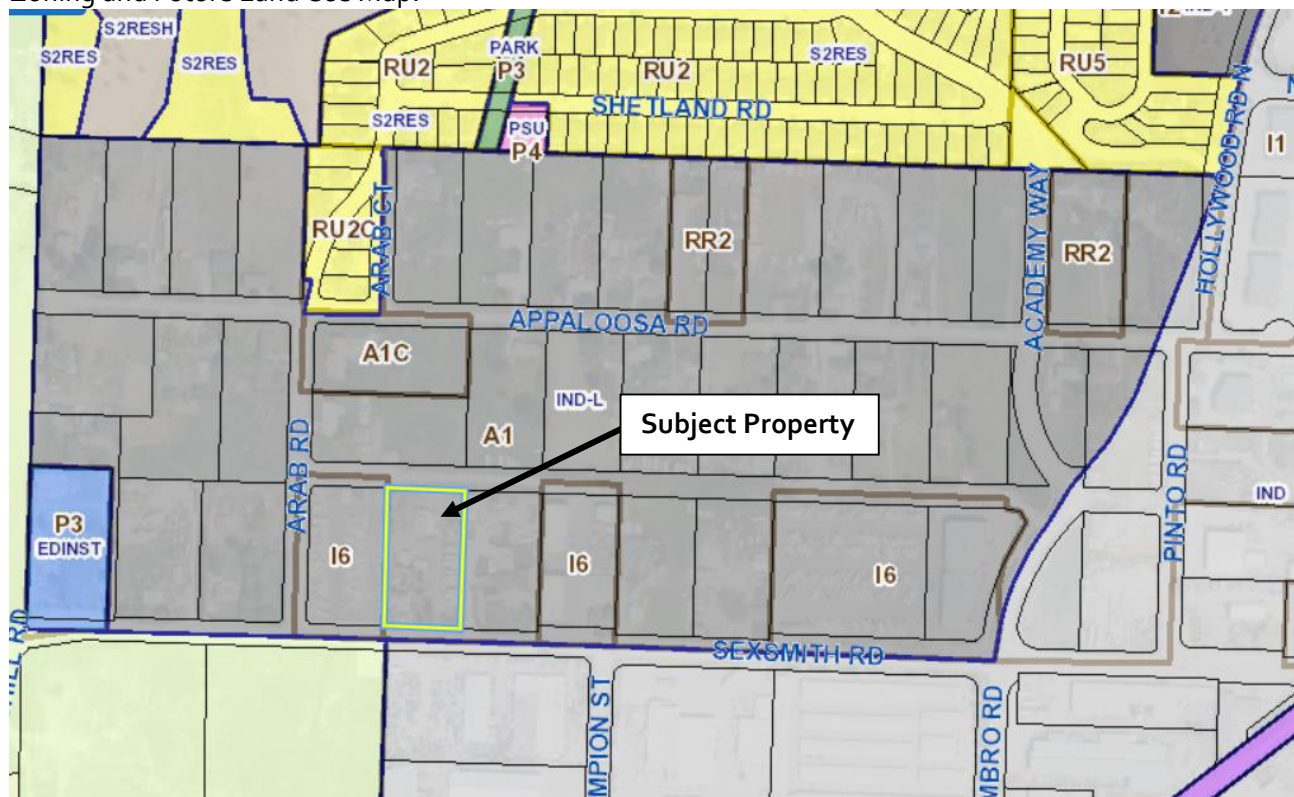 S2RESH
S2RES
S2RES
RU2
PARK
P3
RU2
S2RES
RU5
HOLLYWOOD RD N
I1
SHETLAND RD
S2RES
PSU
P4
RU2C
ARAB CT
RR2
ACADEMY WAY
RR2
APPALOOSA RD
A1C
IND-L
Subject Property
A1
ARAB RD
PINTO RD
IND
P3
EDINST
I6
I6
I6
SEXSMITH RD
RD
MPION ST
MBRO RD